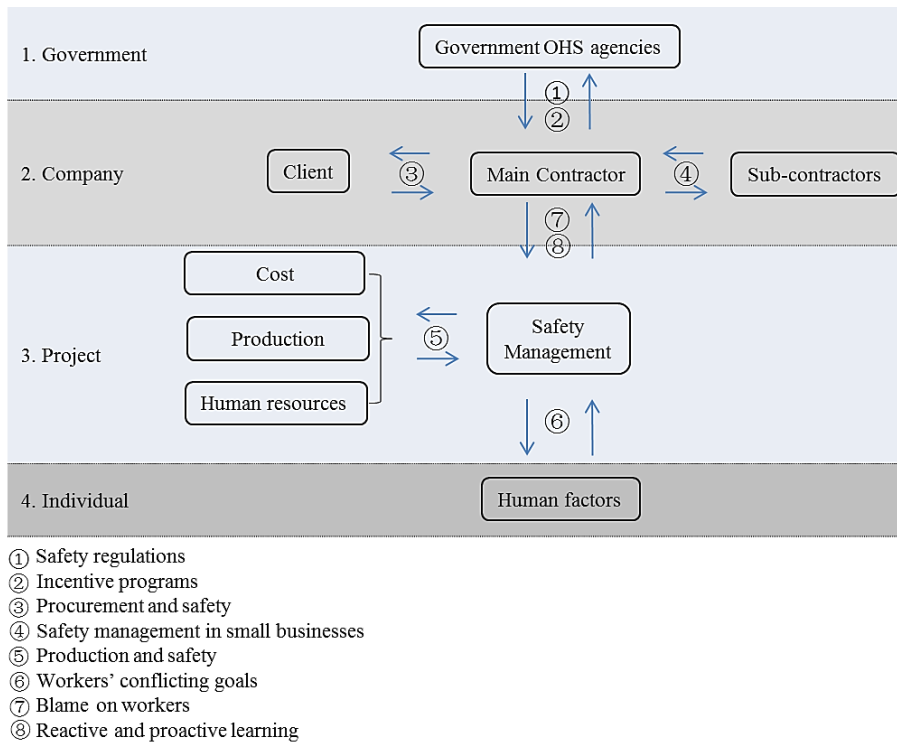 1. Government
Government OHS agencies
①
②
2. Company
Client
③
Main Contractor
④
Sub-contractors
⑦
⑧
Cost
3. Project
Production
⑤
Safety
Management
Human resources
⑥
4. Individual
Human factors
① Safety regulations
② Incentive programs
③ Procurement and safety
④ Safety management in small businesses
⑤ Production and safety
⑥ Workers’ conflicting goals
⑦ Blame on workers
⑧ Reactive and proactive learning